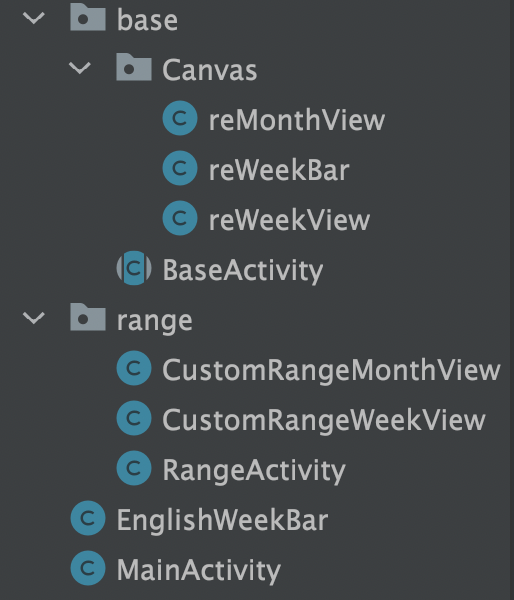 base
Canvas
C reMonthView
C reWeekBar
C reWeekView
C BaseActivity
range
C CustomRangeMonthView
C CustomRangeWeekView
C RangeActivity
C EnglishWeekBar
C MainActivity